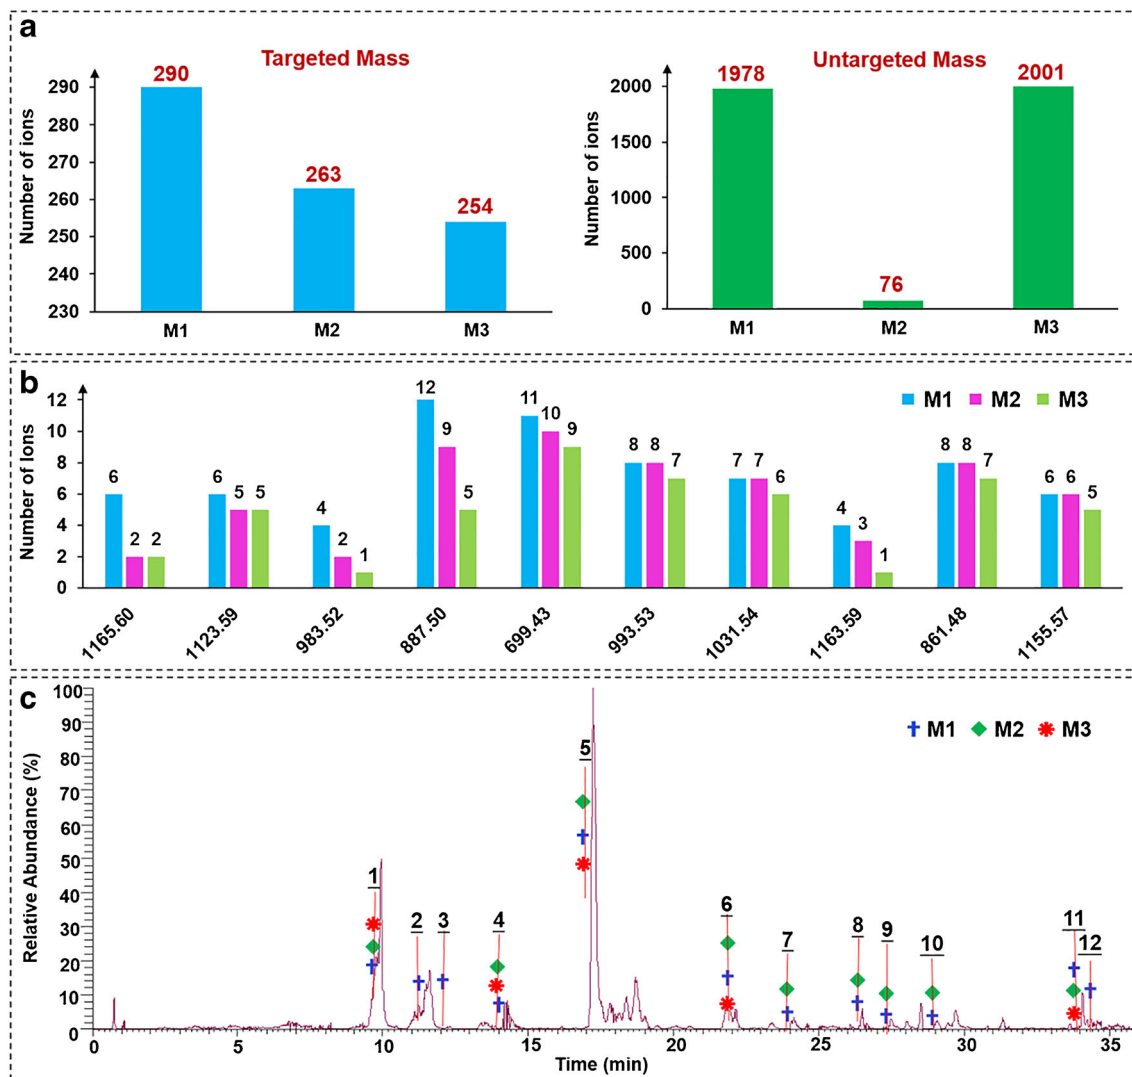 a
Targeted Mass
Number of ions
290
280
270
260
250
240
230
290
263
254
M1 M2 M3
Untargeted Mass
Number of ions
2000
1500
1000
500
0
1978
76
2001
M1 M2 M3
b
Number of Ions
12
10
8
6
4
2
0
M1 M2 M3
6 2 2
6 5 5
4 2 1
12 9 5
11 10 9
8 8 7
7 7 6
4 3 1
8 8 7
6 6 5
1165.60 1123.59 983.52 887.50 699.43 993.53 1031.54 1163.59 861.48 1155.57
c
Relative Abundance (%)
100
90
80
70
60
50
40
30
20
10
0
M1 M2 M3
1 2 3 4 5 6 7 8 9 10 11 12
0 5 10 15 20 25 30 35
Time (min)